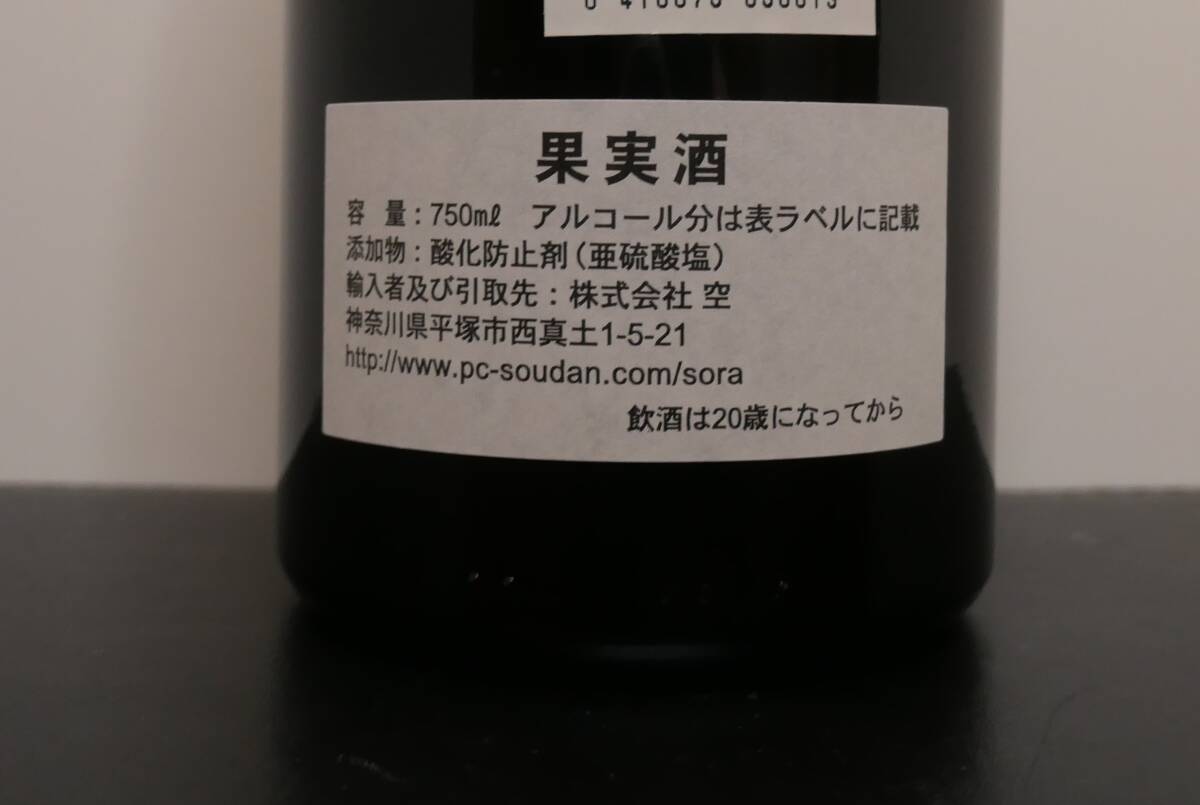 果実酒
容 量：750mℓ アルコール分は表ラベルに記載
添加物：酸化防止剤（亜硫酸塩）
輸入者及び引取先：株式会社 空
神奈川県平塚市西真土1-5-21
http://www.pc-soudan.com/sora
飲酒は20歳になってから